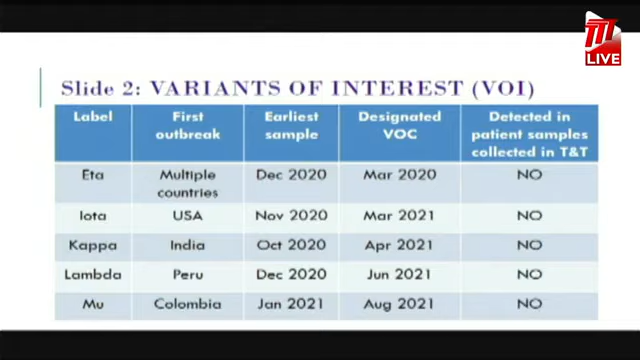 LIVE
Slide 2: VARIANTS OF INTEREST (VOI)
Label First Earliest Designated Detected in
outbreak sample VOC patient samples
collected in T&T
Eta Multiple Dec 2020 Mar 2020 NO
countries
Iota USA Nov 2020 Mar 2021 NO
Kappa India Oct 2020 Apr 2021 NO
Lambda Peru Dec 2020 Jun 2021 NO
Mu Colombia Jan 2021 Aug 2021 NO